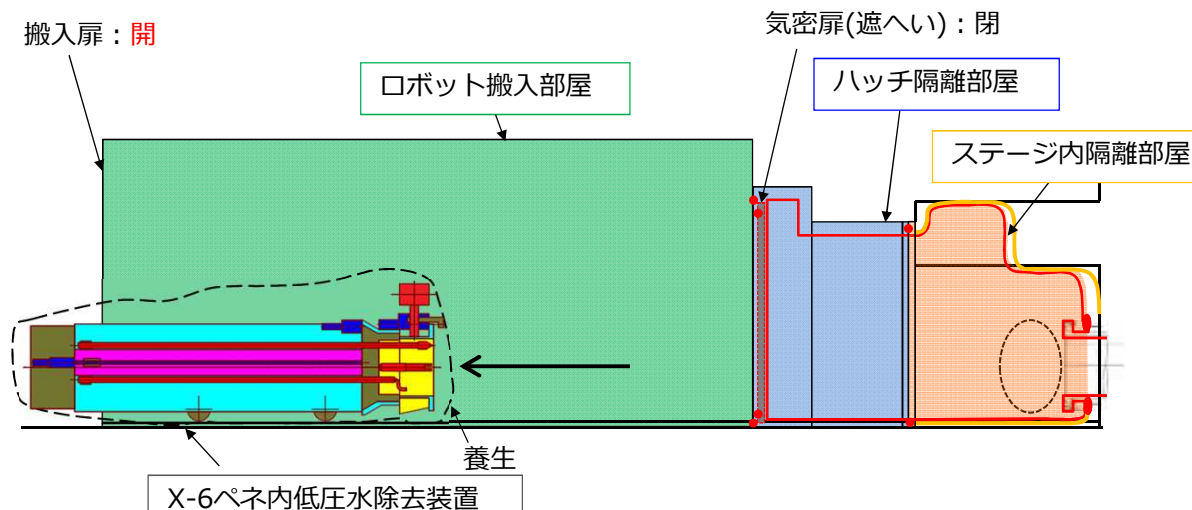 搬入扉：開
気密扉(遮へい)：閉
ロボット搬入部屋
ハッチ隔離部屋
ステージ内隔離部屋
養生
X-6ペネ内低圧水除去装置